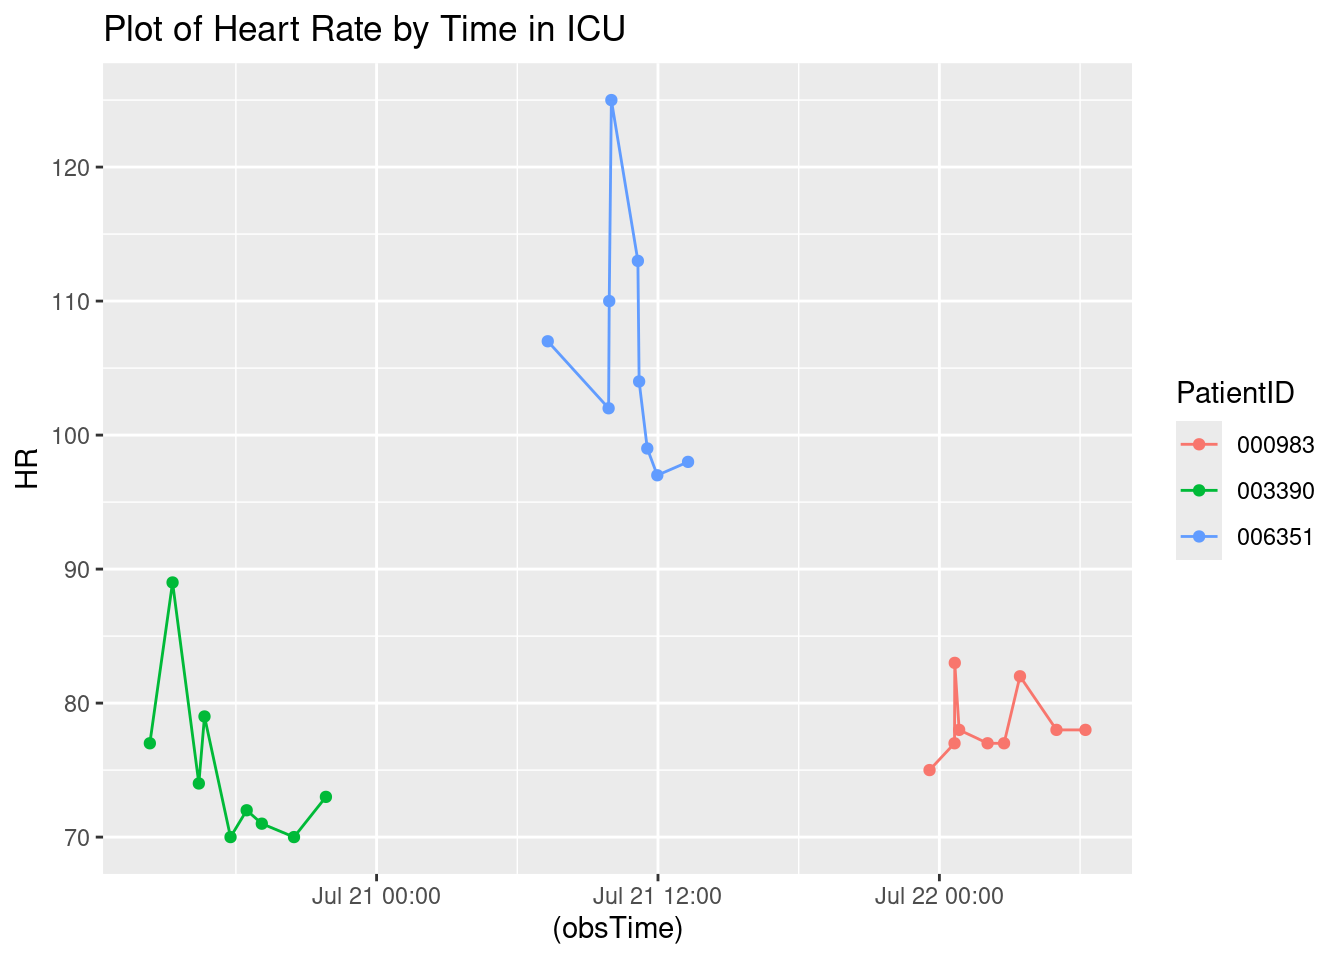 Plot of Heart Rate by Time in ICU
HR
120
110
100
90
80
70
Jul 21 00:00
Jul 21 12:00
Jul 22 00:00
(obsTime)
PatientID
000983
003390
006351